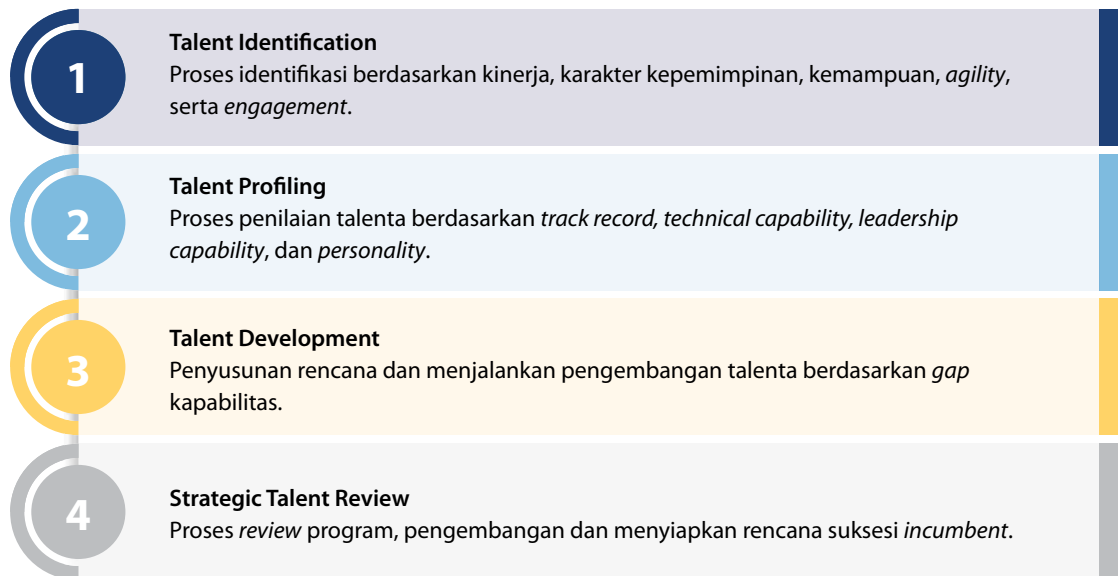 1
Talent Identification
Proses identifikasi berdasarkan kinerja, karakter kepemimpinan, kemampuan, agility,
serta engagement.
2
Talent Profiling
Proses penilaian talenta berdasarkan track record, technical capability, leadership
capability, dan personality.
3
Talent Development
Penyusunan rencana dan menjalankan pengembangan talenta berdasarkan gap
kapabilitas.
4
Strategic Talent Review
Proses review program, pengembangan dan menyiapkan rencana suksesi incumbent.